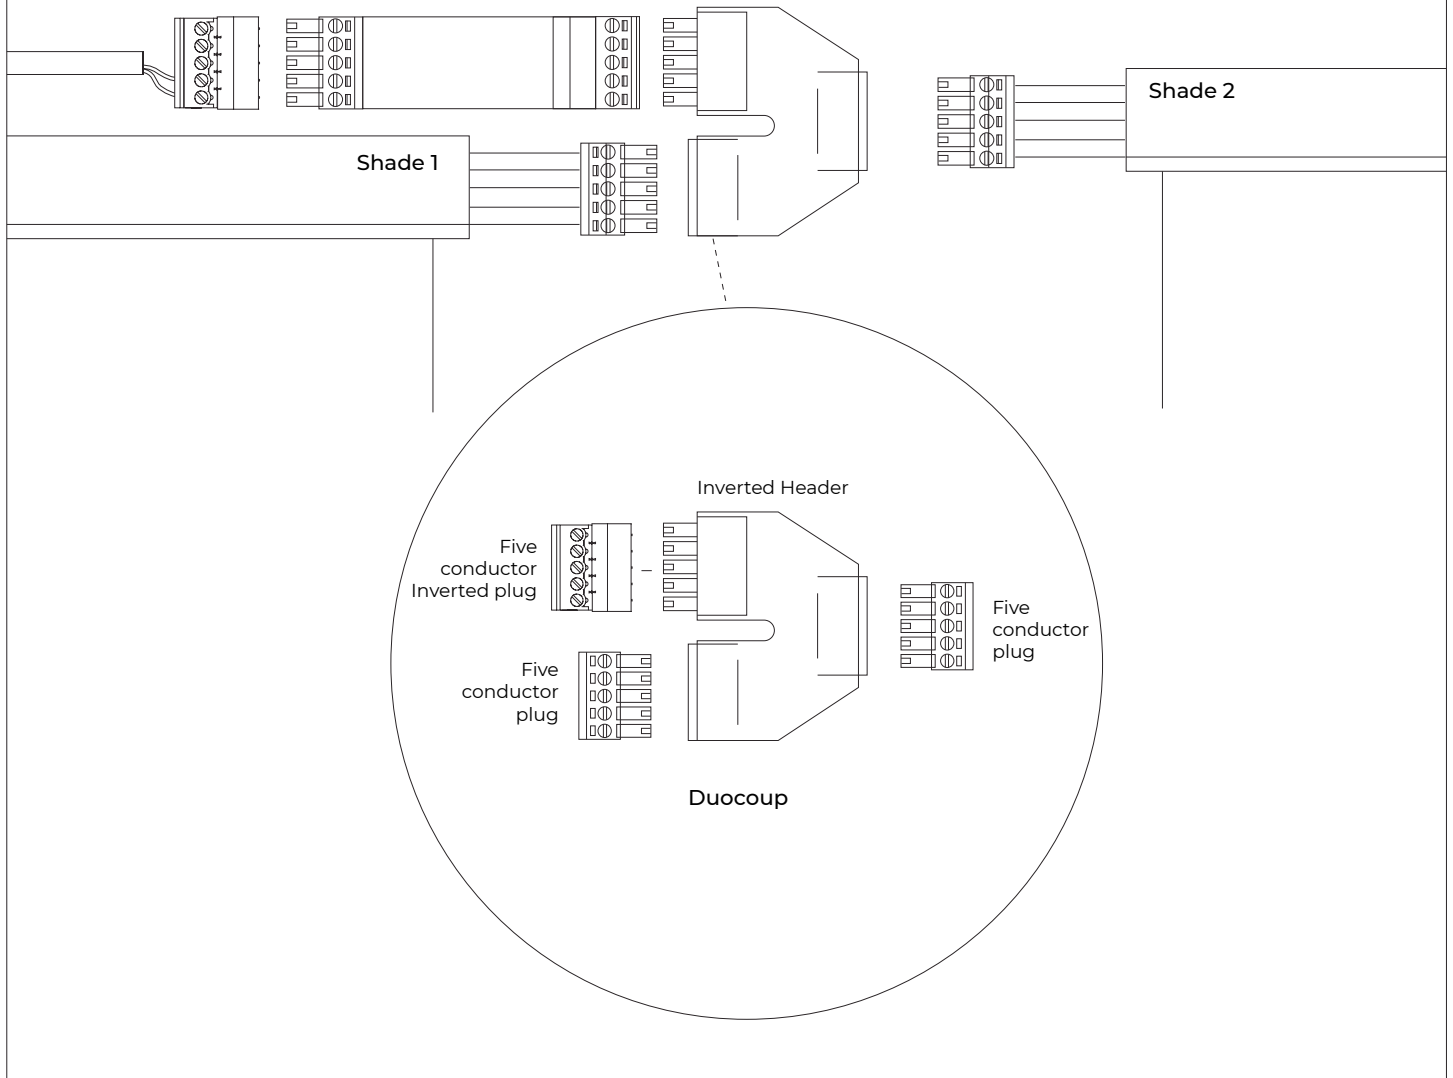 Shade 2
Shade 1
Inverted Header
Five
conductor
Inverted plug
Five
conductor
plug
Five
conductor
plug
Duocoup